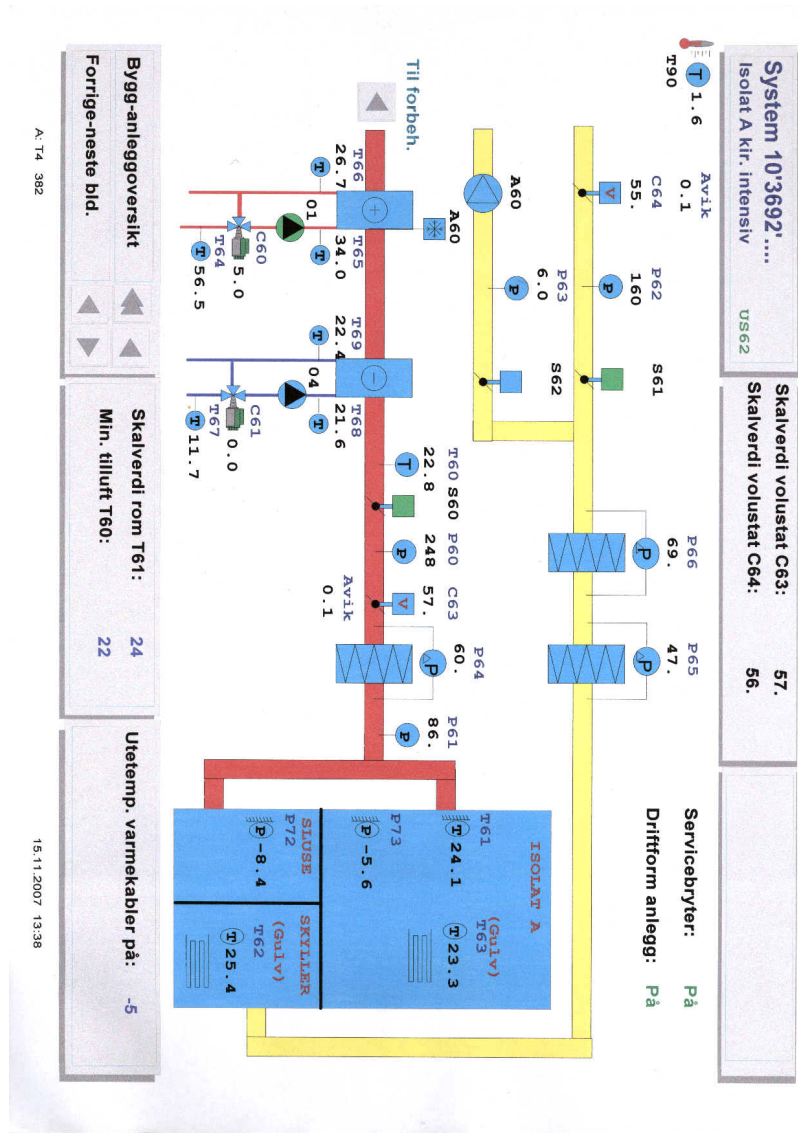 System 10'3692'....
Isolat A kir. intensiv
US62
Skalverdi volustat C63: 57.
Skalverdi volustat C64: 56.
T 1.6
T90
Avik
0.1
C64
V
55.
P62
P
160
S61
P66
P
69.
P65
P
47.
Servicebryter: På
Driftform anlegg: På
A60
P63
P
6.0
S62
Til forbeh.
A60
T66
26.7
T
T65
34.0
T
01
C60
5.0
T64
T 56.5
T69
22.4
T
T68
21.6
T
04
C61
0.0
T67
T 11.7
T60
22.8
T
S60
P60
248
P
C63
57.
V
Avik
0.1
P64
60.
P
P61
86.
P
ISOLAT A
T61
T 24.1
(Gulv)
T63
T 23.3
P73
P -5.6
SLUSE
P72
P -8.4
SKYLLER
(Gulv)
T62
T 25.4
Bygg-anleggoversikt
Forrige-neste bld.
Skalverdi rom T61: 24
Min. tilluft T60: 22
Utetemp. varmekabler på: -5
A: T4 382
15.11.2007 13:38